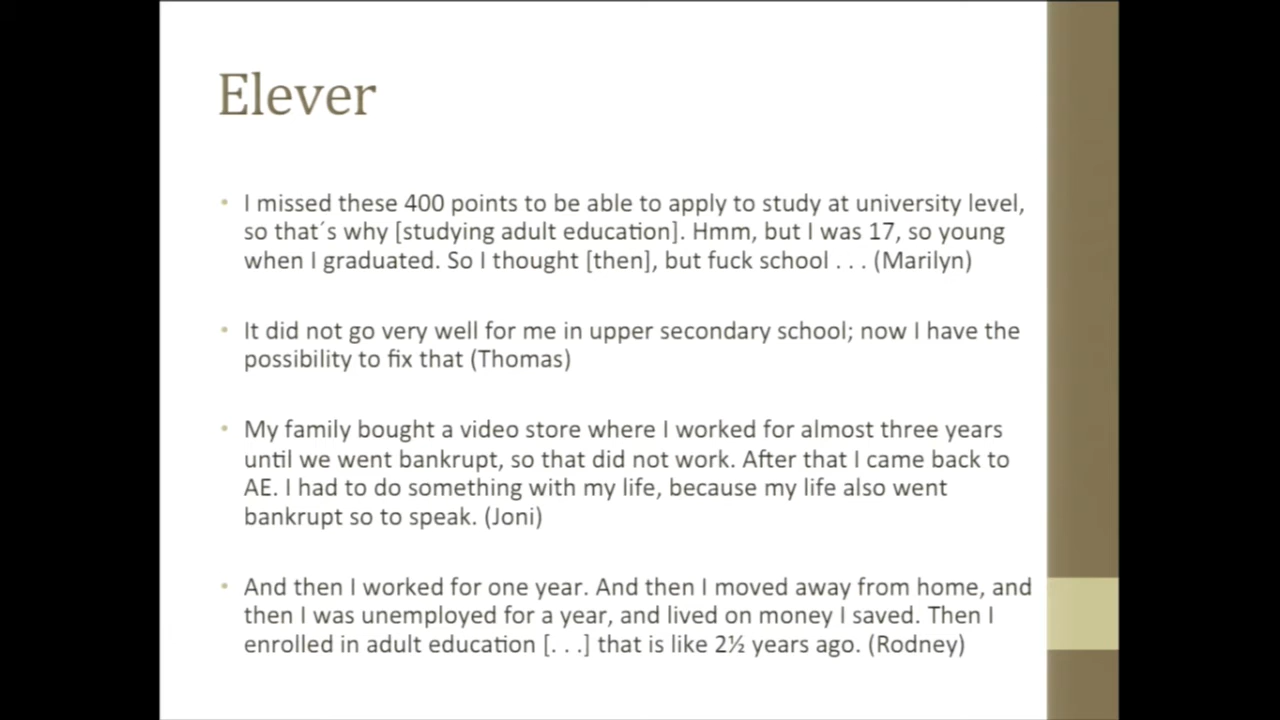 Elever
• I missed these 400 points to be able to apply to study at university level,
so that´s why [studying adult education]. Hmm, but I was 17, so young
when I graduated. So I thought [then], but fuck school . . . (Marilyn)
• It did not go very well for me in upper secondary school; now I have the
possibility to fix that (Thomas)
• My family bought a video store where I worked for almost three years
until we went bankrupt, so that did not work. After that I came back to
AE. I had to do something with my life, because my life also went
bankrupt so to speak. (Joni)
• And then I worked for one year. And then I moved away from home, and
then I was unemployed for a year, and lived on money I saved. Then I
enrolled in adult education [. . .] that is like 2½ years ago. (Rodney)